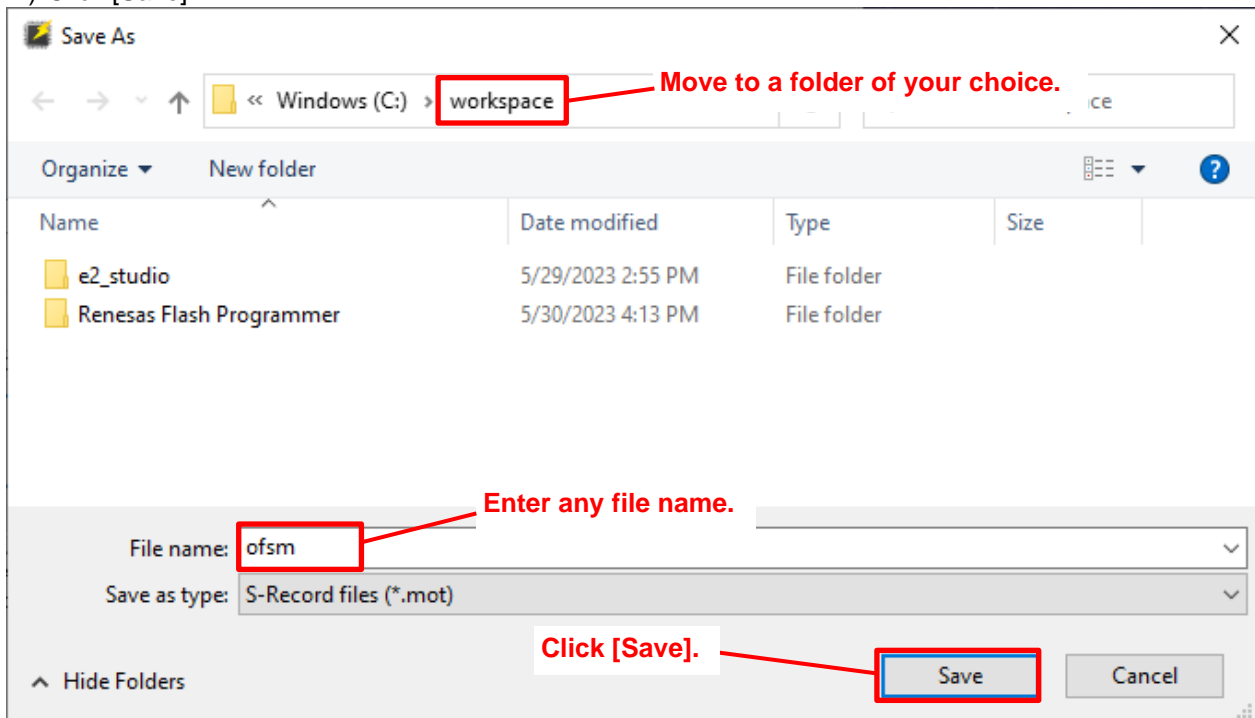 Save As
Move to a folder of your choice.
« Windows (C:) › workspace
Organize
New folder
Name Date modified Type Size
e2_studio 5/29/2023 2:55 PM File folder
Renesas Flash Programmer 5/30/2023 4:13 PM File folder
Enter any file name.
File name: ofsm
Save as type: S-Record files (*.mot)
Click [Save].
Hide Folders
Save
Cancel